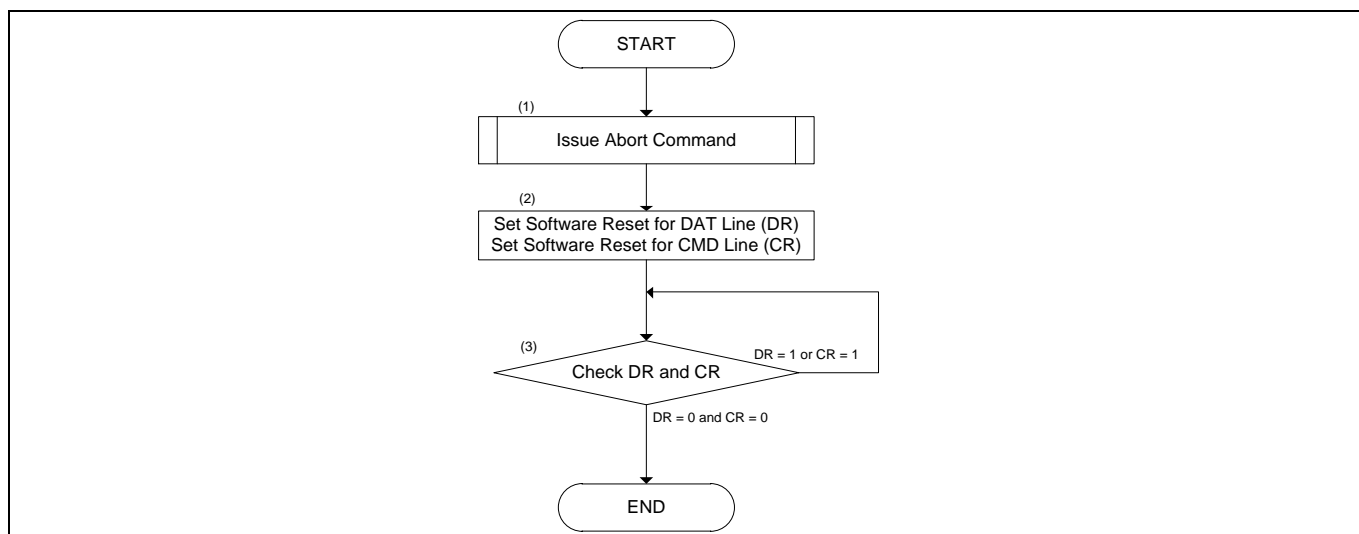 START
(1)
Issue Abort Command
(2)
Set Software Reset for DAT Line (DR)
Set Software Reset for CMD Line (CR)
(3)
DR = 1 or CR = 1
Check DR and CR
DR = 0 and CR = 0
END